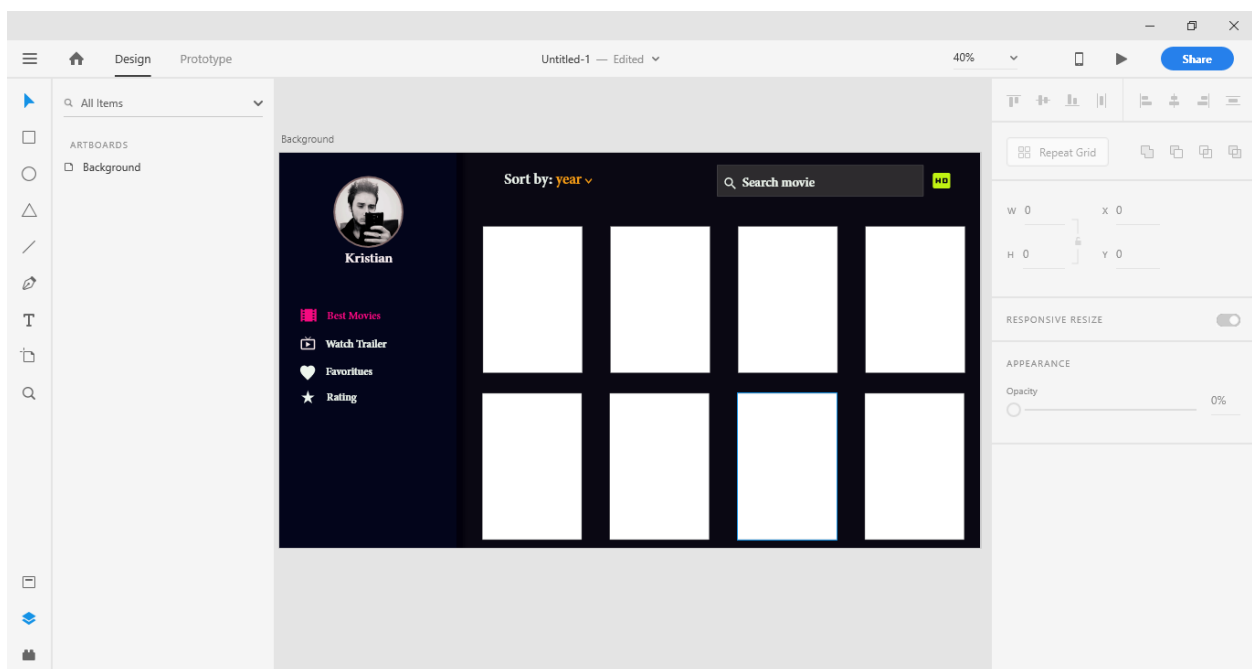 Design Prototype Untitled-1 — Edited 40% Share
All Items
ARTBOARDS
Background
Background
Kristian
Best Movies
Watch Trailer
Favoritues
Rating
Sort by: year
Search movie
HD
Repeat Grid
W 0 X 0
H 0 Y 0
RESPONSIVE RESIZE
APPEARANCE
Opacity
0%